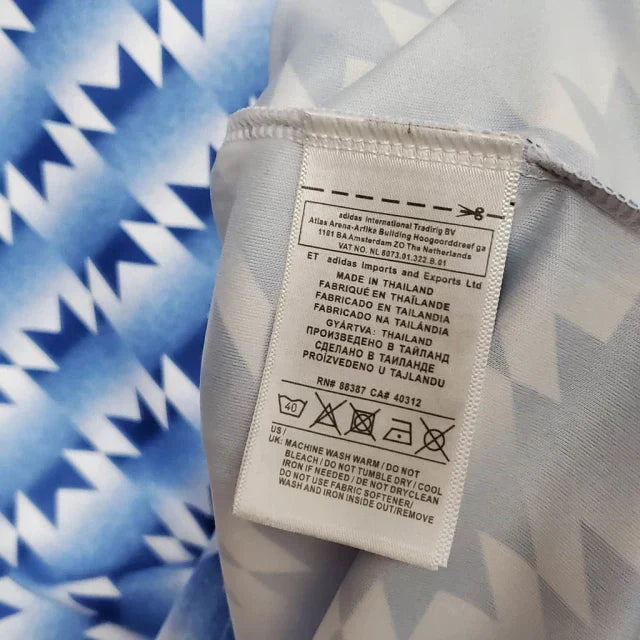 adidas International Tradirig BV
Atlas Arena-Arlika Building Hoogoorddreef ga
1101 BA Amsterdam ZO The Netherlands
VAT NO. NL 8073.01.322.B.01
ET adidas Imports and Exports Ltd
MADE IN THAILAND
FABRIQUE EN THAÏLANDE
FABRICADO EN TAILANDIA
FABRICADO NA TAILÂNDIA
GYÁRTVA: THAILAND
ПРОИЗВЕДЕНО В ТАЙЛАНД
СДЕЛАНО В ТАИЛАНДЕ
PROIZVEDENO U TAJLANDU
RN# 88387 CA# 40312
40
US/
UK: MACHINE WASH WARM / DO NOT
BLEACH / DO NOT TUMBLE DRY / COOL
IRON IF NEEDED / DE NOT DRYCLEAN
DO NOT USE FABRIC SOFTENER/
WASH AND IRON INSIDE OUT/REMOVE